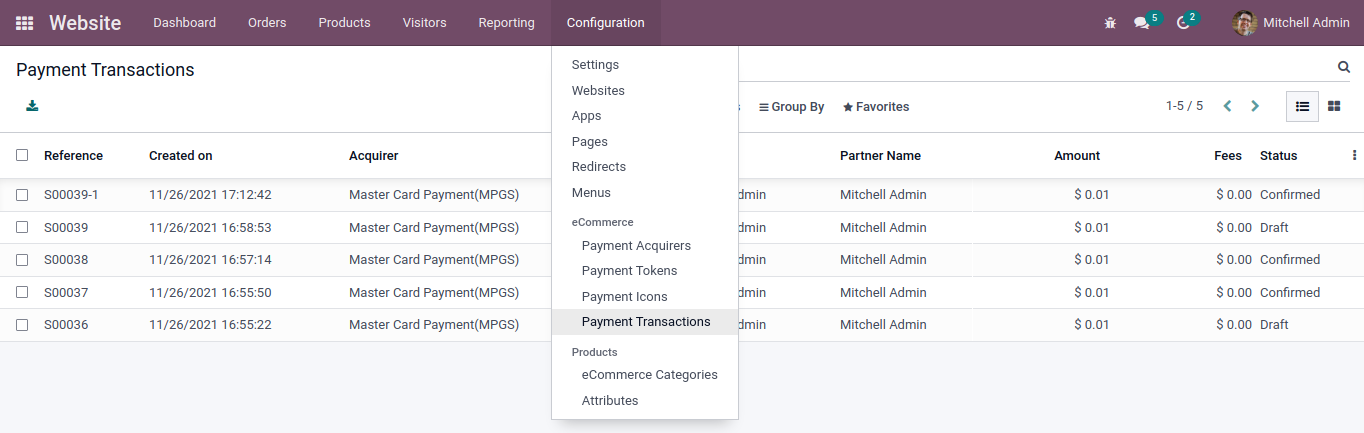 Website Dashboard Orders Products Visitors Reporting Configuration 5 2 Mitchell Admin
Payment Transactions
Group By Favorites 1-5 / 5
Settings
Websites
Apps
Pages
Redirects
Menus
eCommerce
Payment Acquirers
Payment Tokens
Payment Icons
Payment Transactions
Products
eCommerce Categories
Attributes
Reference Created on Acquirer Partner Name Amount Fees Status
S00039-1 11/26/2021 17:12:42 Master Card Payment(MPGS) dmin Mitchell Admin $ 0.01 $ 0.00 Confirmed
S00039 11/26/2021 16:58:53 Master Card Payment(MPGS) dmin Mitchell Admin $ 0.01 $ 0.00 Draft
S00038 11/26/2021 16:57:14 Master Card Payment(MPGS) dmin Mitchell Admin $ 0.01 $ 0.00 Confirmed
S00037 11/26/2021 16:55:50 Master Card Payment(MPGS) dmin Mitchell Admin $ 0.01 $ 0.00 Confirmed
S00036 11/26/2021 16:55:22 Master Card Payment(MPGS) dmin Mitchell Admin $ 0.01 $ 0.00 Draft